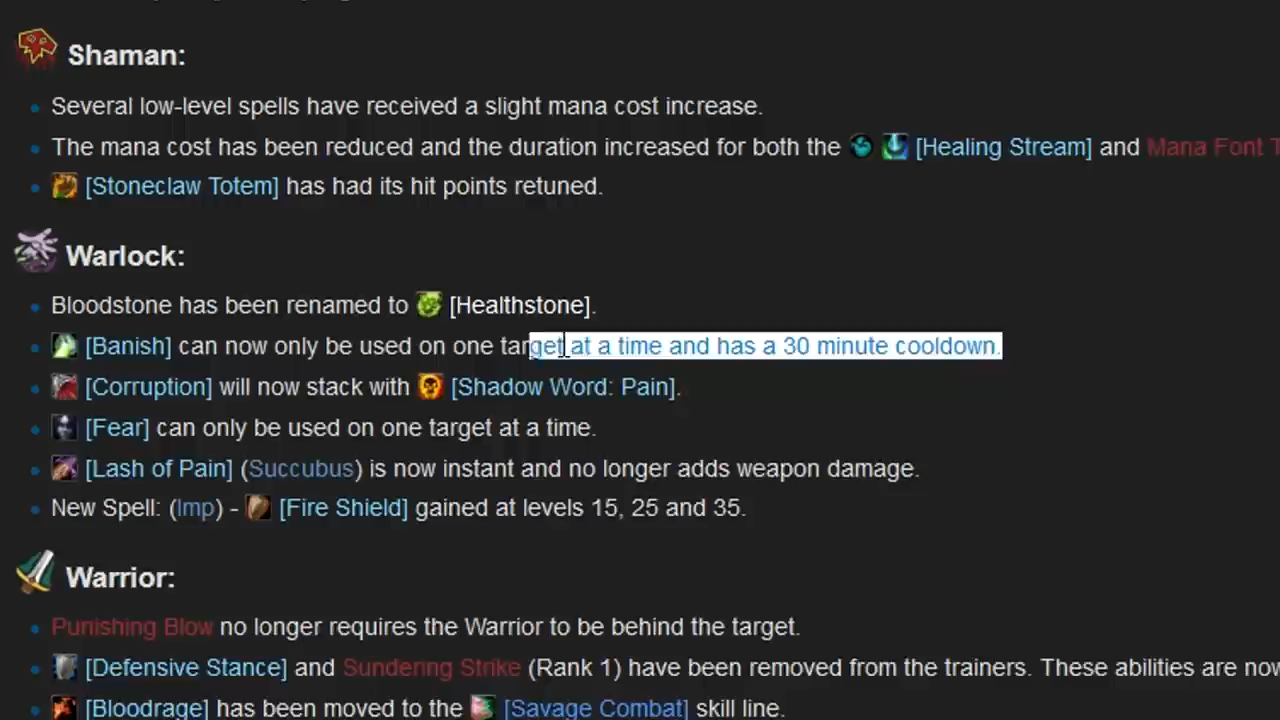 Shaman:
Several low-level spells have received a slight mana cost increase.
The mana cost has been reduced and the duration increased for both the [Healing Stream] and Mana Font T
[Stoneclaw Totem] has had its hit points retuned.
Warlock:
Bloodstone has been renamed to [Healthstone].
[Banish] can now only be used on one target at a time and has a 30 minute cooldown.
[Corruption] will now stack with [Shadow Word: Pain].
[Fear] can only be used on one target at a time.
[Lash of Pain] (Succubus) is now instant and no longer adds weapon damage.
New Spell: (Imp) - [Fire Shield] gained at levels 15, 25 and 35.
Warrior:
Punishing Blow no longer requires the Warrior to be behind the target.
[Defensive Stance] and Sundering Strike (Rank 1) have been removed from the trainers. These abilities are now
[Bloodrage] has been moved to the [Savage Combat] skill line.